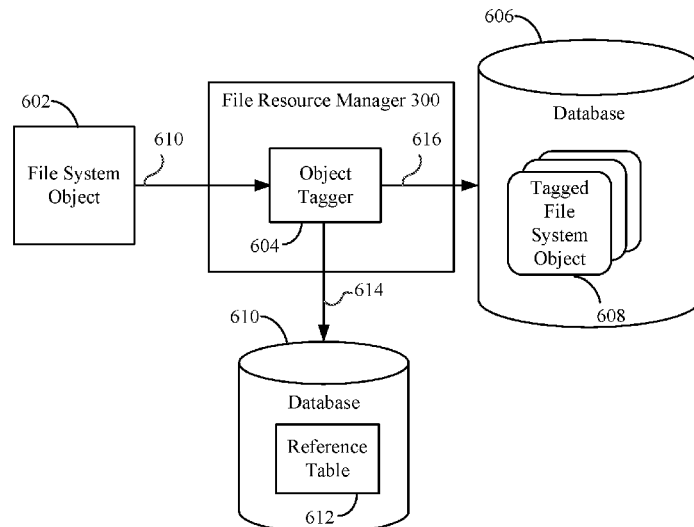 606
602
File Resource Manager 300
Database
610
616
File System
Object
Object
Tagger
Tagged
File
System
Object
604
608
614
610
Database
Reference
Table
612